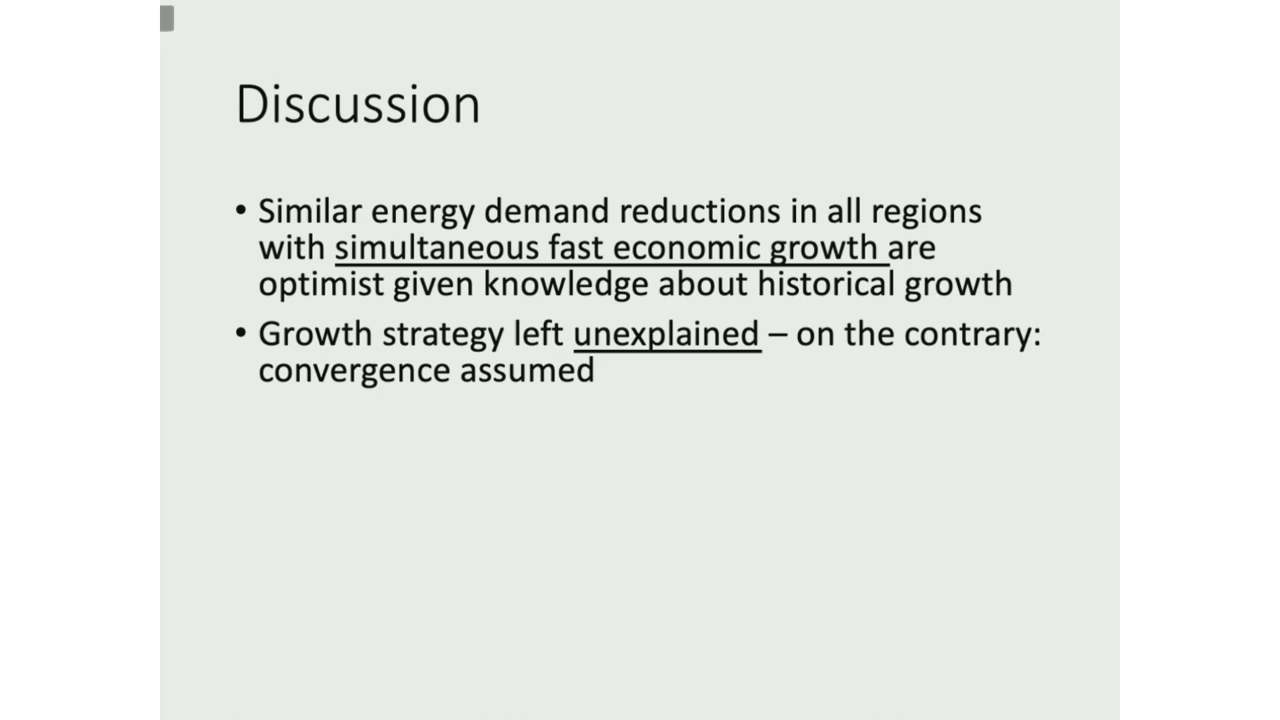 Discussion
• Similar energy demand reductions in all regions
with simultaneous fast economic growth are
optimist given knowledge about historical growth
• Growth strategy left unexplained – on the contrary:
convergence assumed